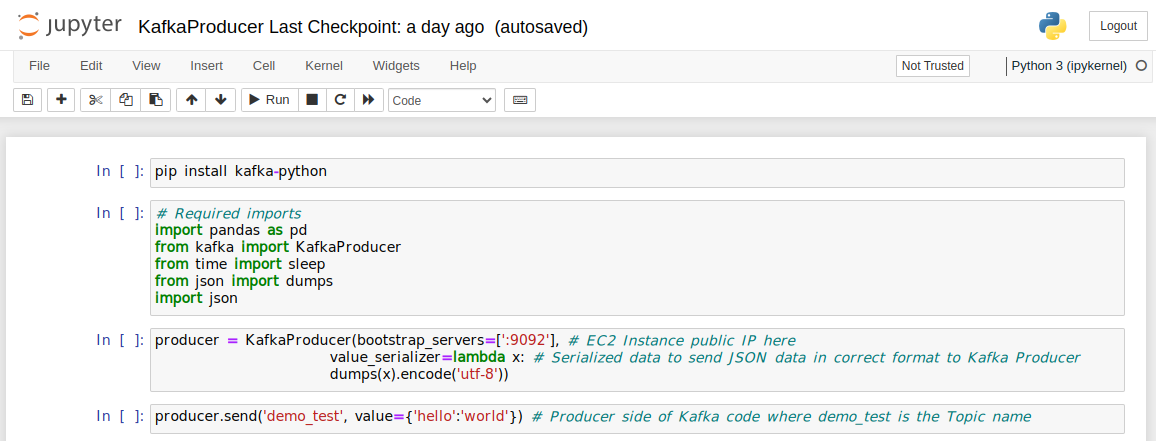 jupyter KafkaProducer Last Checkpoint: a day ago (autosaved) Logout
File Edit View Insert Cell Kernel Widgets Help Not Trusted Python 3 (ipykernel)
Run Code
In [ ]: pip install kafka-python
In [ ]: # Required imports
import pandas as pd
from kafka import KafkaProducer
from time import sleep
from json import dumps
import json
In [ ]: producer = KafkaProducer(bootstrap_servers=[':9092'], # EC2 Instance public IP here
value_serializer=lambda x: # Serialized data to send JSON data in correct format to Kafka Producer
dumps(x).encode('utf-8'))
In [ ]: producer.send('demo_test', value={'hello':'world'}) # Producer side of Kafka code where demo_test is the Topic name